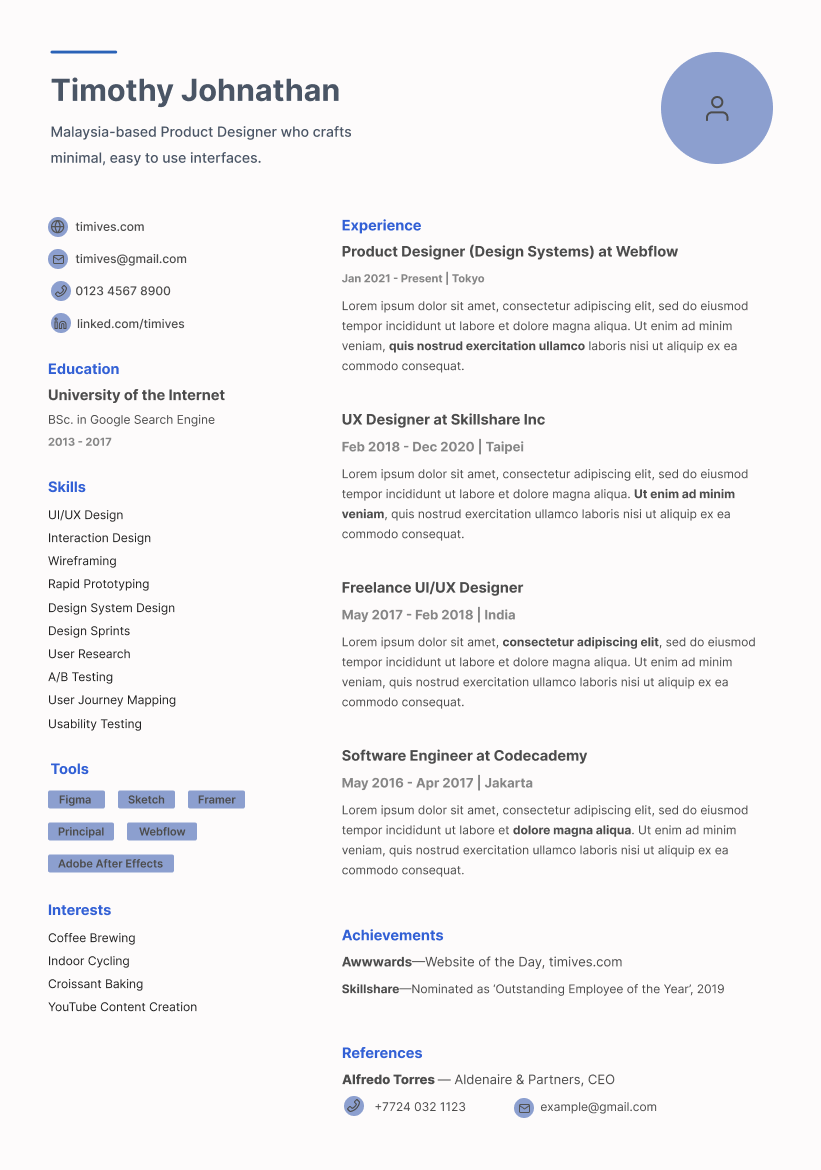 Timothy Johnathan
Malaysia-based Product Designer who crafts
minimal, easy to use interfaces.
timives.com
timives@gmail.com
0123 4567 8900
linked.com/timives
Education
University of the Internet
BSc. in Google Search Engine
2013 - 2017
Skills
UI/UX Design
Interaction Design
Wireframing
Rapid Prototyping
Design System Design
Design Sprints
User Research
A/B Testing
User Journey Mapping
Usability Testing
Tools
Figma Sketch Framer
Principal Webflow
Adobe After Effects
Interests
Coffee Brewing
Indoor Cycling
Croissant Baking
YouTube Content Creation
Experience
Product Designer (Design Systems) at Webflow
Jan 2021 - Present | Tokyo
Lorem ipsum dolor sit amet, consectetur adipiscing elit, sed do eiusmod
tempor incididunt ut labore et dolore magna aliqua. Ut enim ad minim
veniam, quis nostrud exercitation ullamco laboris nisi ut aliquip ex ea
commodo consequat.
UX Designer at Skillshare Inc
Feb 2018 - Dec 2020 | Taipei
Lorem ipsum dolor sit amet, consectetur adipiscing elit, sed do eiusmod
tempor incididunt ut labore et dolore magna aliqua. Ut enim ad minim
veniam, quis nostrud exercitation ullamco laboris nisi ut aliquip ex ea
commodo consequat.
Freelance UI/UX Designer
May 2017 - Feb 2018 | India
Lorem ipsum dolor sit amet, consectetur adipiscing elit, sed do eiusmod
tempor incididunt ut labore et dolore magna aliqua. Ut enim ad minim
veniam, quis nostrud exercitation ullamco laboris nisi ut aliquip ex ea
commodo consequat.
Software Engineer at Codecademy
May 2016 - Apr 2017 | Jakarta
Lorem ipsum dolor sit amet, consectetur adipiscing elit, sed do eiusmod
tempor incididunt ut labore et dolore magna aliqua. Ut enim ad minim
veniam, quis nostrud exercitation ullamco laboris nisi ut aliquip ex ea
commodo consequat.
Achievements
Awwwards—Website of the Day, timives.com
Skillshare—Nominated as ‘Outstanding Employee of the Year’, 2019
References
Alfredo Torres — Aldenaire & Partners, CEO
+7724 032 1123 example@gmail.com